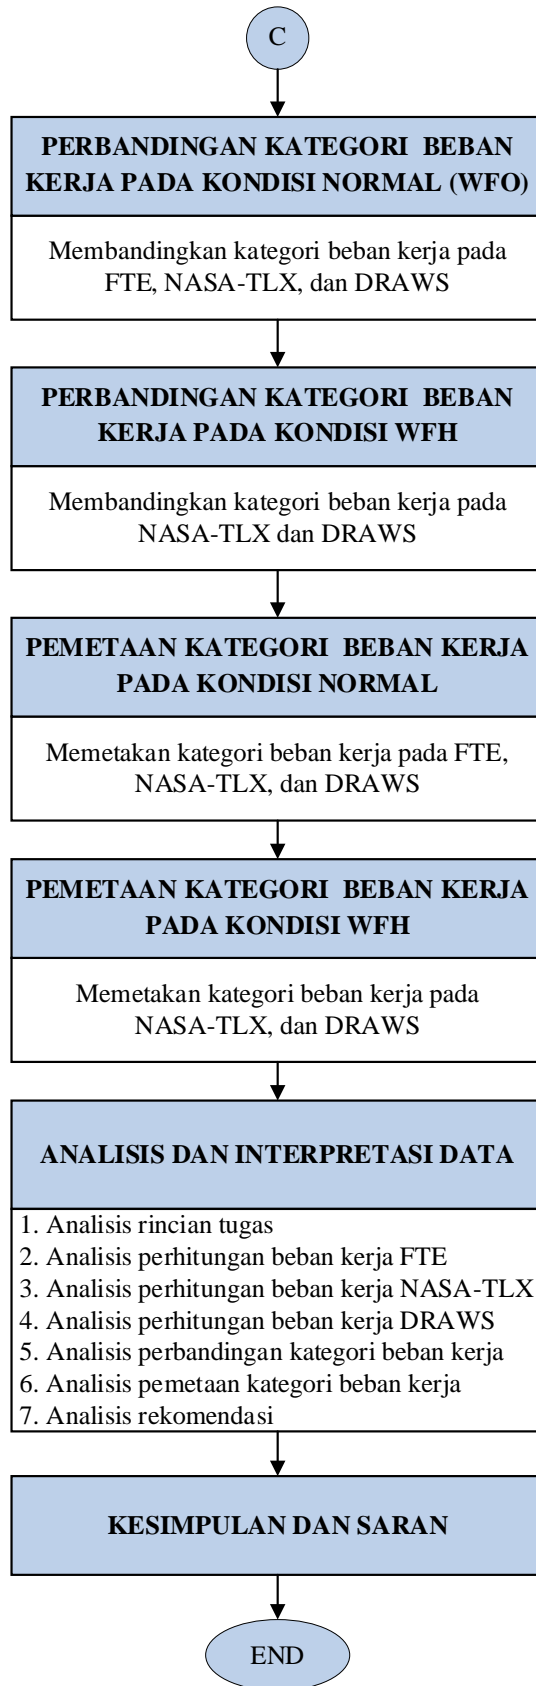 C
PERBANDINGAN KATEGORI BEBAN
KERJA PADA KONDISI NORMAL (WFO)
Membandingkan kategori beban kerja pada
FTE, NASA-TLX, dan DRAWS
PERBANDINGAN KATEGORI BEBAN
KERJA PADA KONDISI WFH
Membandingkan kategori beban kerja pada
NASA-TLX dan DRAWS
PEMETAAN KATEGORI BEBAN KERJA
PADA KONDISI NORMAL
Memetakan kategori beban kerja pada FTE,
NASA-TLX, dan DRAWS
PEMETAAN KATEGORI BEBAN KERJA
PADA KONDISI WFH
Memetakan kategori beban kerja pada
NASA-TLX, dan DRAWS
ANALISIS DAN INTERPRETASI DATA
1. Analisis rincian tugas
2. Analisis perhitungan beban kerja FTE
3. Analisis perhitungan beban kerja NASA-TLX
4. Analisis perhitungan beban kerja DRAWS
5. Analisis perbandingan kategori beban kerja
6. Analisis pemetaan kategori beban kerja
7. Analisis rekomendasi
KESIMPULAN DAN SARAN
END